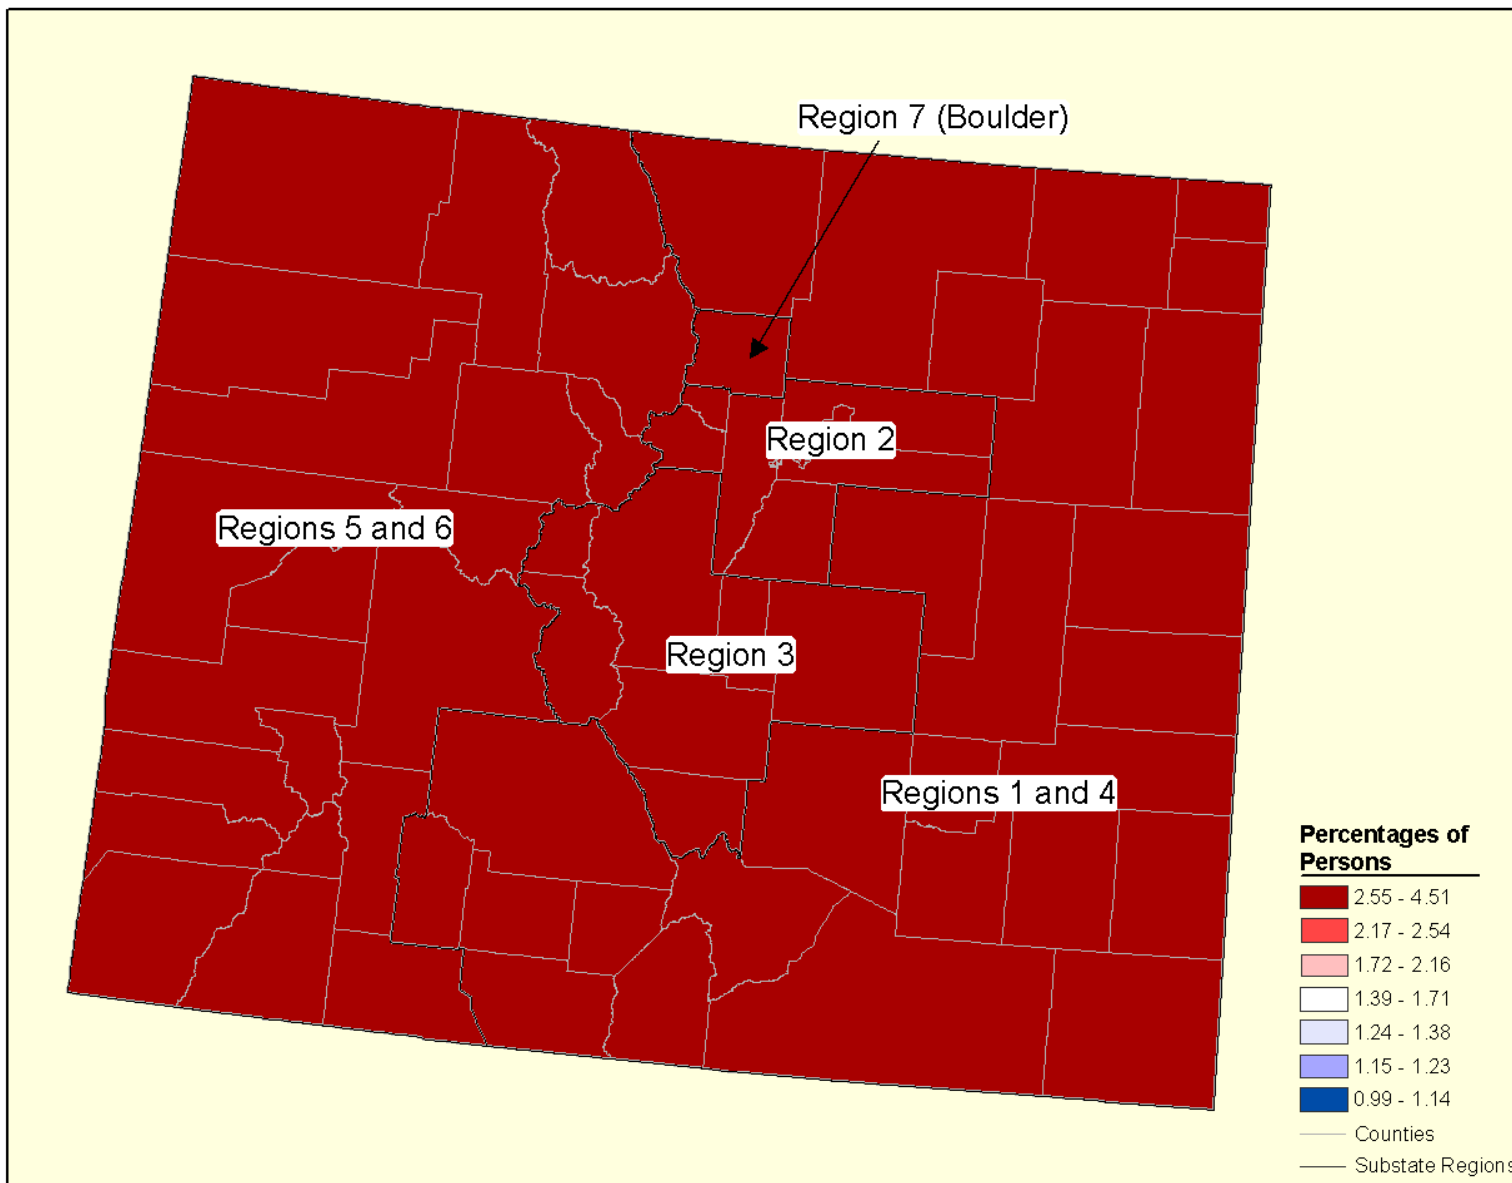 Region 7 (Boulder)
Region 2
Regions 5 and 6
Region 3
Regions 1 and 4
Percentages of
Persons
2.55 - 4.51
2.17 - 2.54
1.72 - 2.16
1.39 - 1.71
1.24 - 1.38
1.15 - 1.23
0.99 - 1.14
Counties
Substate Regions